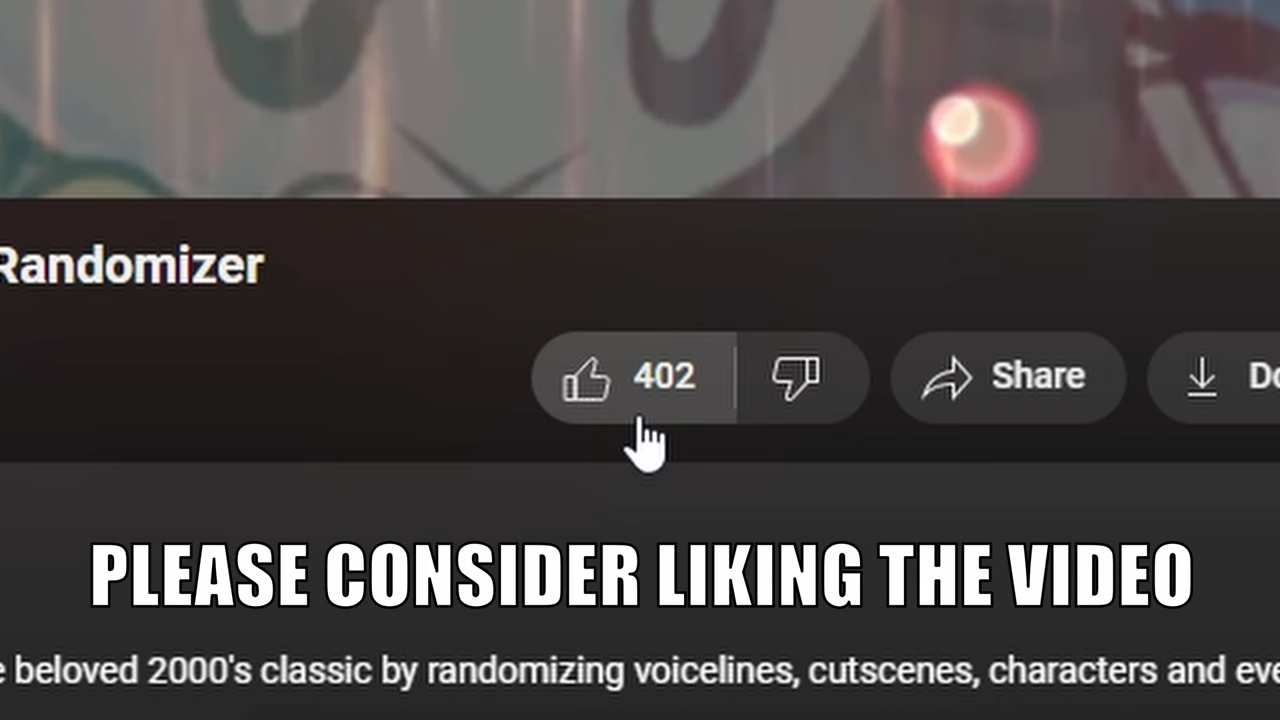 Randomizer
402
Share
PLEASE CONSIDER LIKING THE VIDEO
beloved 2000's classic by randomizing voicelines, cutscenes, characters and